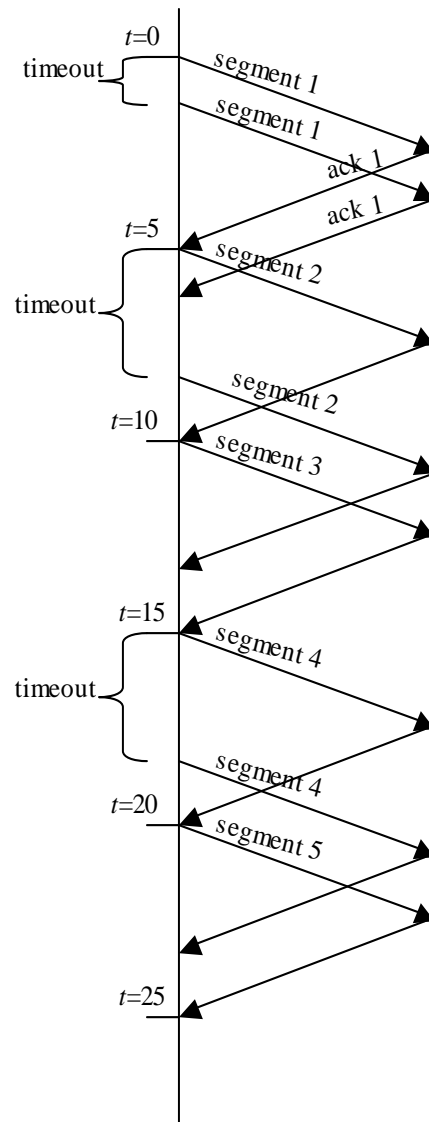 t=0
timeout
segment 1
segment 1
ack 1
ack 1
t=5
segment 2
timeout
segment 2
t=10
segment 3
t=15
segment 4
timeout
segment 4
t=20
segment 5
t=25